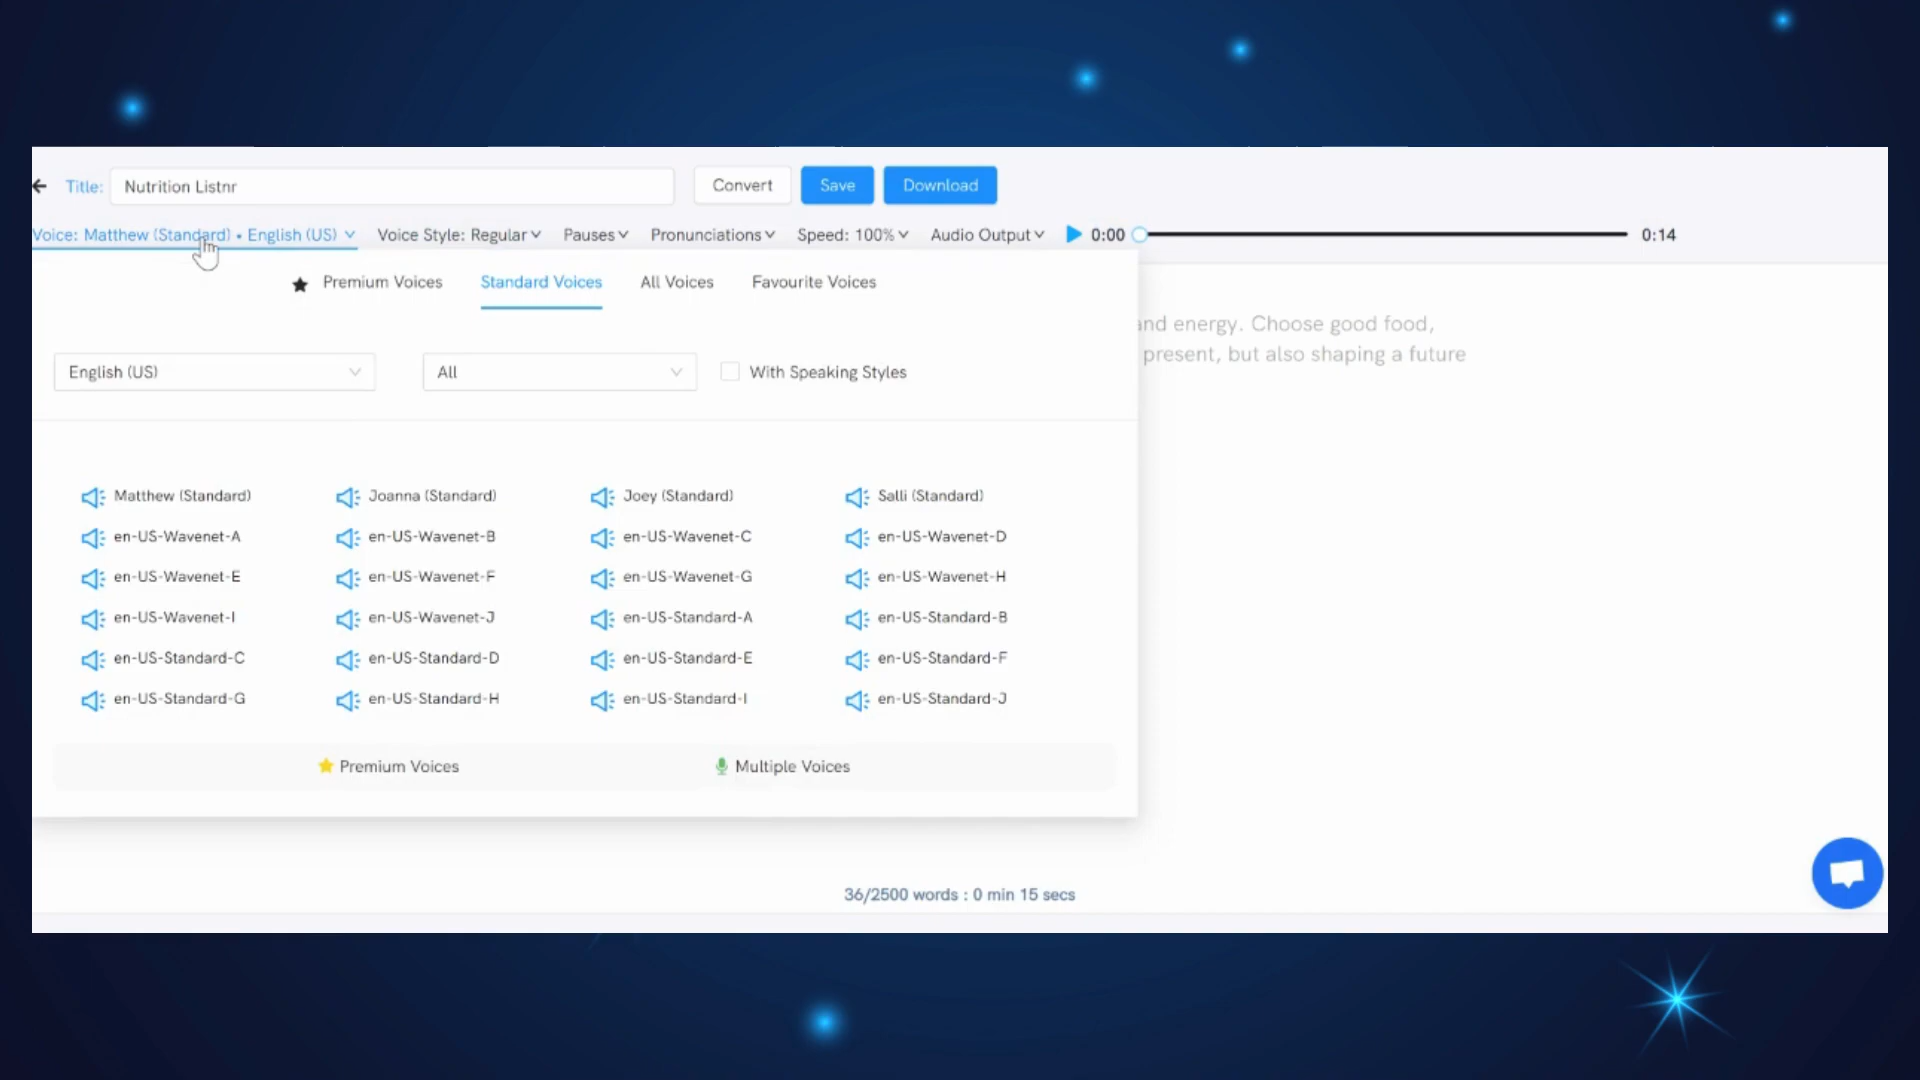 Title: Nutrition Listnr Convert Save Download
Voice: Matthew (Standard) • English (US) Voice Style: Regular Pauses Pronunciations Speed: 100% Audio Output 0:00 0:14
Premium Voices Standard Voices All Voices Favourite Voices
and energy. Choose good food,
present, but also shaping a future
English (US) All With Speaking Styles
Matthew (Standard) Joanna (Standard) Joey (Standard) Salli (Standard)
en-US-Wavenet-A en-US-Wavenet-B en-US-Wavenet-C en-US-Wavenet-D
en-US-Wavenet-E en-US-Wavenet-F en-US-Wavenet-G en-US-Wavenet-H
en-US-Wavenet-I en-US-Wavenet-J en-US-Standard-A en-US-Standard-B
en-US-Standard-C en-US-Standard-D en-US-Standard-E en-US-Standard-F
en-US-Standard-G en-US-Standard-H en-US-Standard-I en-US-Standard-J
Premium Voices Multiple Voices
36/2500 words : 0 min 15 secs